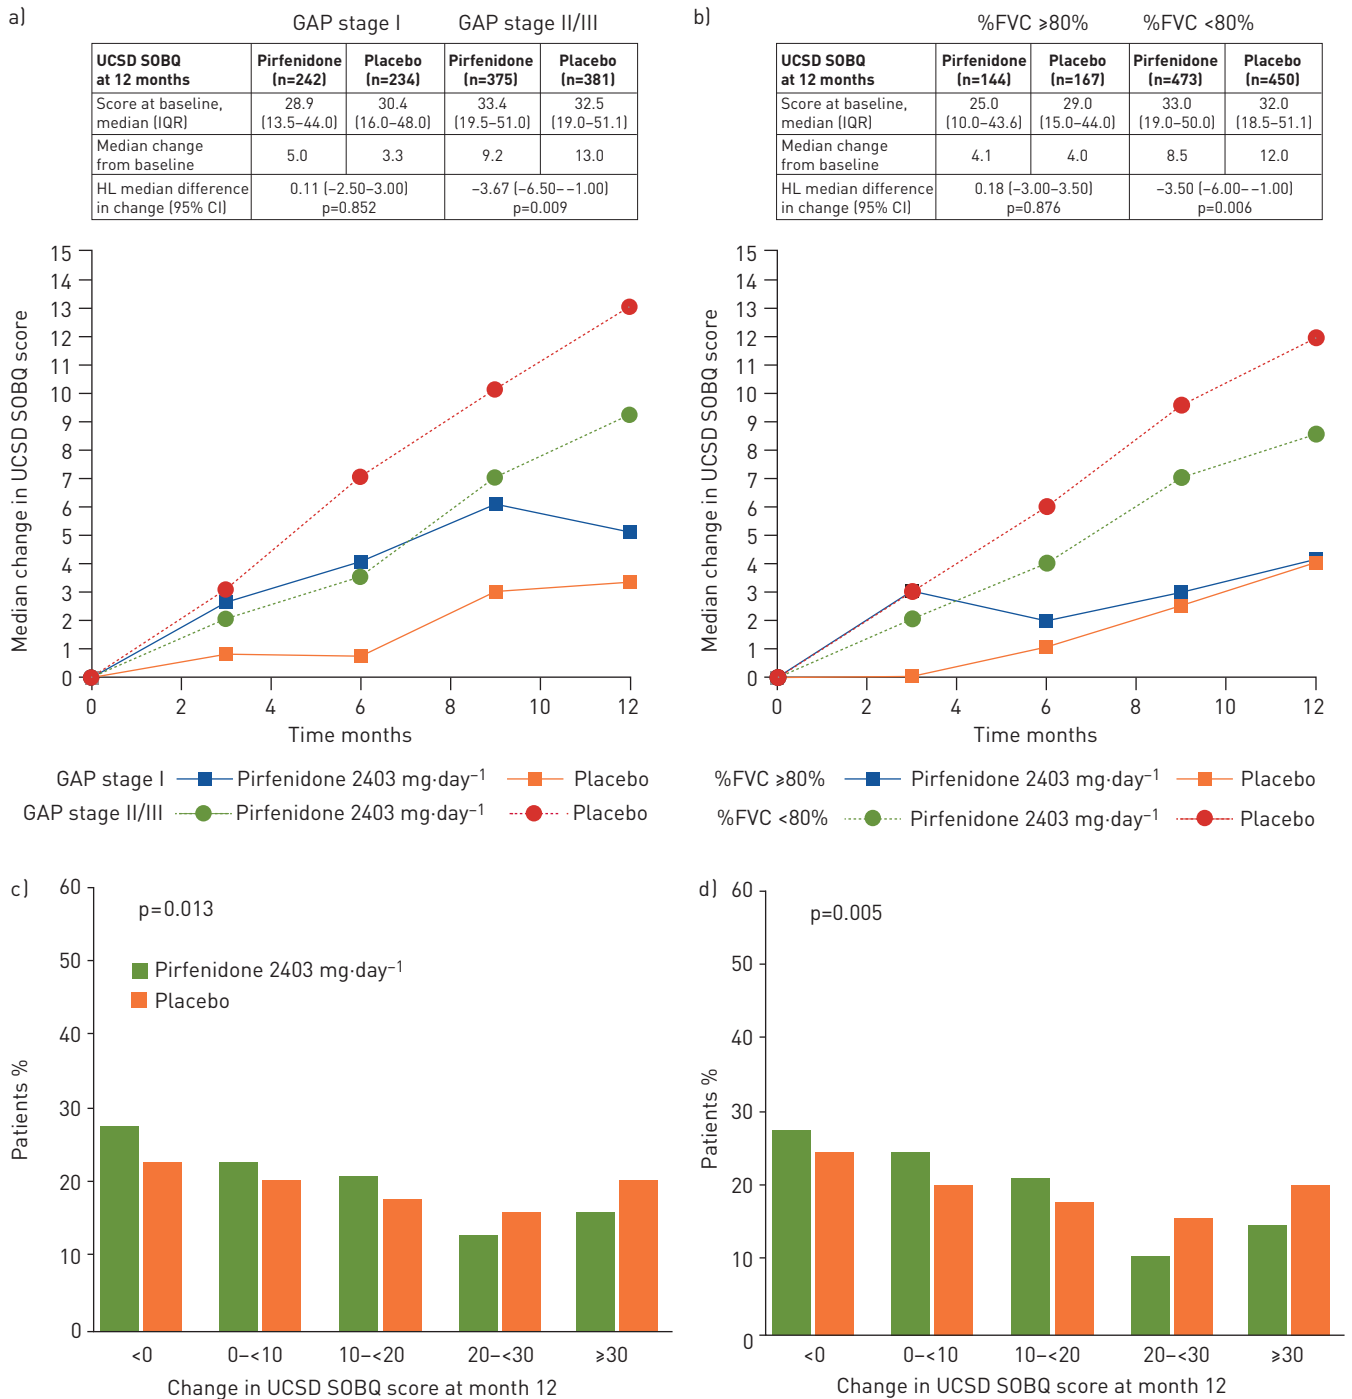 a)
GAP stage I GAP stage II/III
UCSD SOBQ at 12 months Pirfenidone (n=242) Placebo (n=234) Pirfenidone (n=375) Placebo (n=381)
Score at baseline, median (IQR) 28.9 (13.5–44.0) 30.4 (16.0–48.0) 33.4 (19.5–51.0) 32.5 (19.0–51.1)
Median change from baseline 5.0 3.3 9.2 13.0
HL median difference in change (95% CI) 0.11 (−2.50–3.00) p=0.852 −3.67 (−6.50–−1.00) p=0.009
Median change in UCSD SOBQ score
15
14
13
12
11
10
9
8
7
6
5
4
3
2
1
0
0 2 4 6 8 10 12
Time months
GAP stage I Pirfenidone 2403 mg·day⁻¹ Placebo
GAP stage II/III Pirfenidone 2403 mg·day⁻¹ Placebo
b)
%FVC ≥80% %FVC <80%
UCSD SOBQ at 12 months Pirfenidone (n=144) Placebo (n=167) Pirfenidone (n=473) Placebo (n=450)
Score at baseline, median (IQR) 25.0 (10.0–43.6) 29.0 (15.0–44.0) 33.0 (19.0–50.0) 32.0 (18.5–51.1)
Median change from baseline 4.1 4.0 8.5 12.0
HL median difference in change (95% CI) 0.18 (−3.00–3.50) p=0.876 −3.50 (−6.00–−1.00) p=0.006
Median change in UCSD SOBQ score
15
14
13
12
11
10
9
8
7
6
5
4
3
2
1
0
0 2 4 6 8 10 12
Time months
%FVC ≥80% Pirfenidone 2403 mg·day⁻¹ Placebo
%FVC <80% Pirfenidone 2403 mg·day⁻¹ Placebo
c)
p=0.013
Pirfenidone 2403 mg·day⁻¹
Placebo
Patients %
60
50
40
30
20
10
0
<0 0–<10 10–<20 20–<30 ≥30
Change in UCSD SOBQ score at month 12
d)
p=0.005
Patients %
60
50
40
30
20
10
0
<0 0–<10 10–<20 20–<30 ≥30
Change in UCSD SOBQ score at month 12